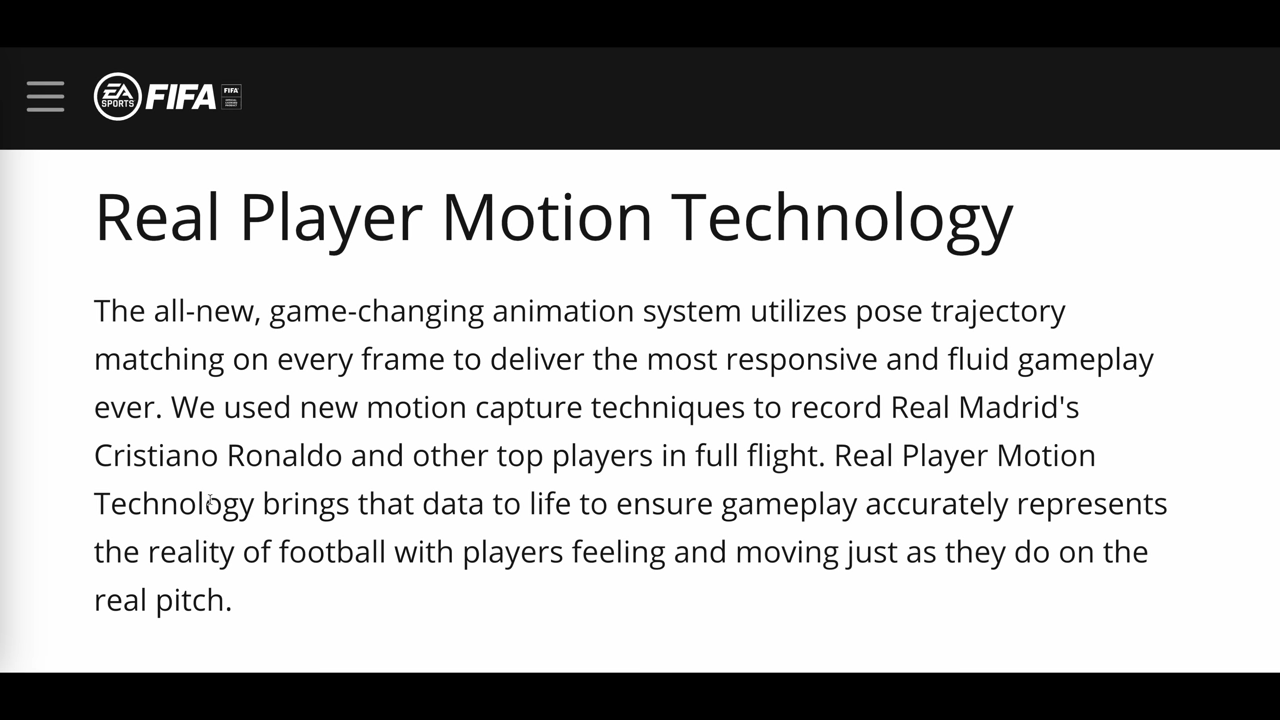 EA SPORTS FIFA FIFA
Real Player Motion Technology
The all-new, game-changing animation system utilizes pose trajectory
matching on every frame to deliver the most responsive and fluid gameplay
ever. We used new motion capture techniques to record Real Madrid's
Cristiano Ronaldo and other top players in full flight. Real Player Motion
Technology brings that data to life to ensure gameplay accurately represents
the reality of football with players feeling and moving just as they do on the
real pitch.